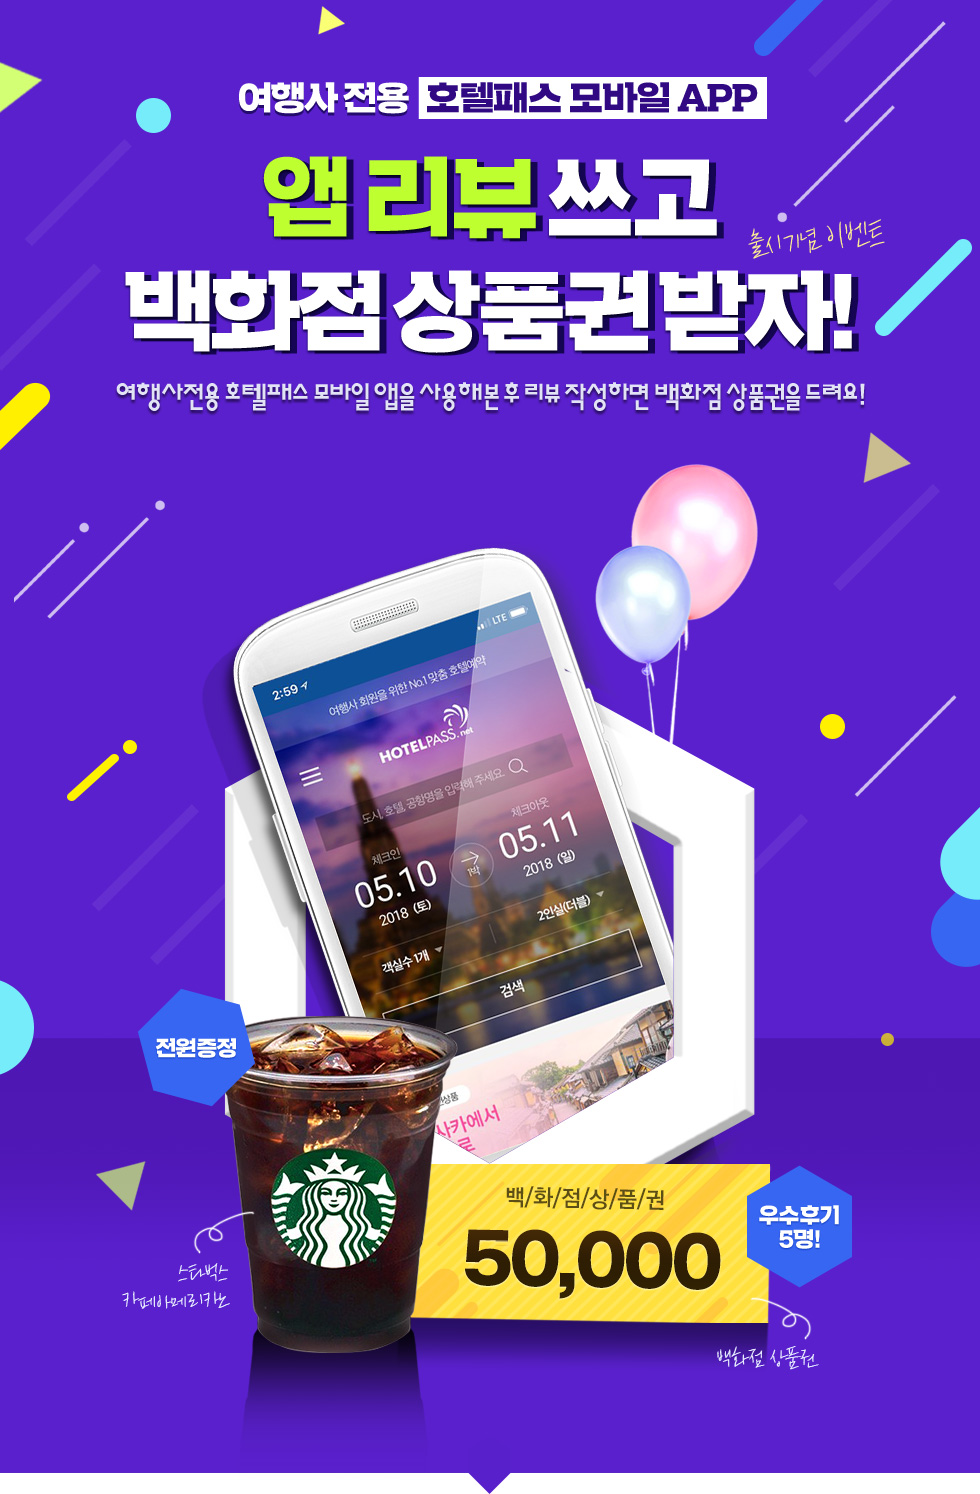 여행사 전용 호텔패스 모바일 APP
앱 리뷰 쓰고
출시기념 이벤트
백화점 상품권 받자!
여행사전용 호텔패스 모바일 앱을 사용해본 후 리뷰 작성하면 백화점 상품권을 드려요!
2:59
LTE
여행사 회원을 위한 No.1 맞춤 호텔예약
HOTELPASS.net
도시, 호텔, 공항명을 입력해 주세요.
체크인
05.10
2018 (토)
1박
체크아웃
05.11
2018 (일)
객실수 1개
2인실(더블)
검색
전원증정
사카에서
로
백/화/점/상/품/권
50,000
우수후기
5명!
스타벅스
카페아메리카노
백화점 상품권